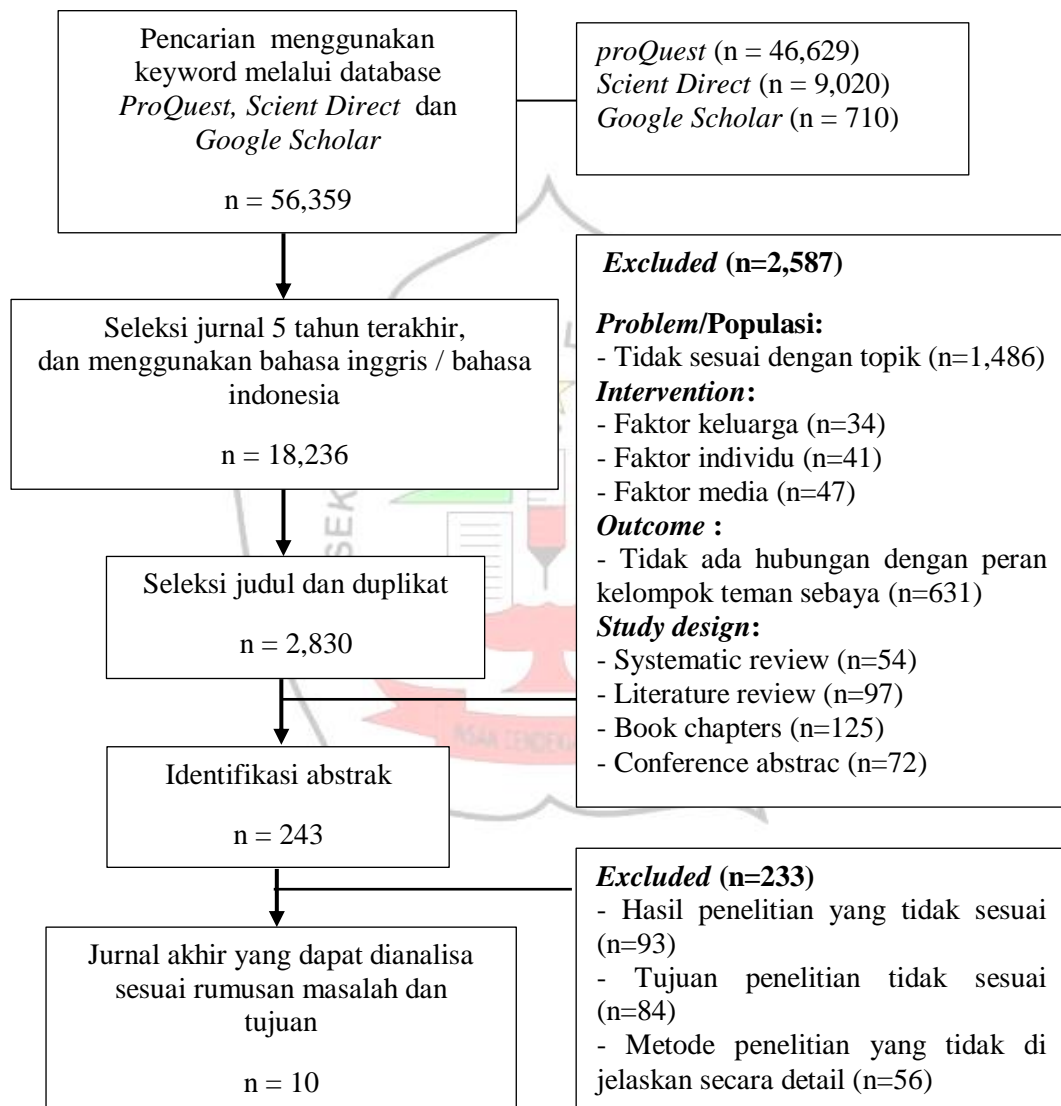 Pencarian menggunakan
keyword melalui database
ProQuest, Scient Direct dan
Google Scholar
n = 56,359
proQuest (n = 46,629)
Scient Direct (n = 9,020)
Google Scholar (n = 710)
Seleksi jurnal 5 tahun terakhir,
dan menggunakan bahasa inggris / bahasa
indonesia
n = 18,236
Excluded (n=2,587)
Problem/Populasi:
- Tidak sesuai dengan topik (n=1,486)
Intervention:
- Faktor keluarga (n=34)
- Faktor individu (n=41)
- Faktor media (n=47)
Outcome :
- Tidak ada hubungan dengan peran
kelompok teman sebaya (n=631)
Study design:
- Systematic review (n=54)
- Literature review (n=97)
- Book chapters (n=125)
- Conference abstrac (n=72)
Seleksi judul dan duplikat
n = 2,830
Identifikasi abstrak
n = 243
Excluded (n=233)
- Hasil penelitian yang tidak sesuai
(n=93)
- Tujuan penelitian tidak sesuai
(n=84)
- Metode penelitian yang tidak di
jelaskan secara detail (n=56)
Jurnal akhir yang dapat dianalisa
sesuai rumusan masalah dan
tujuan
n = 10